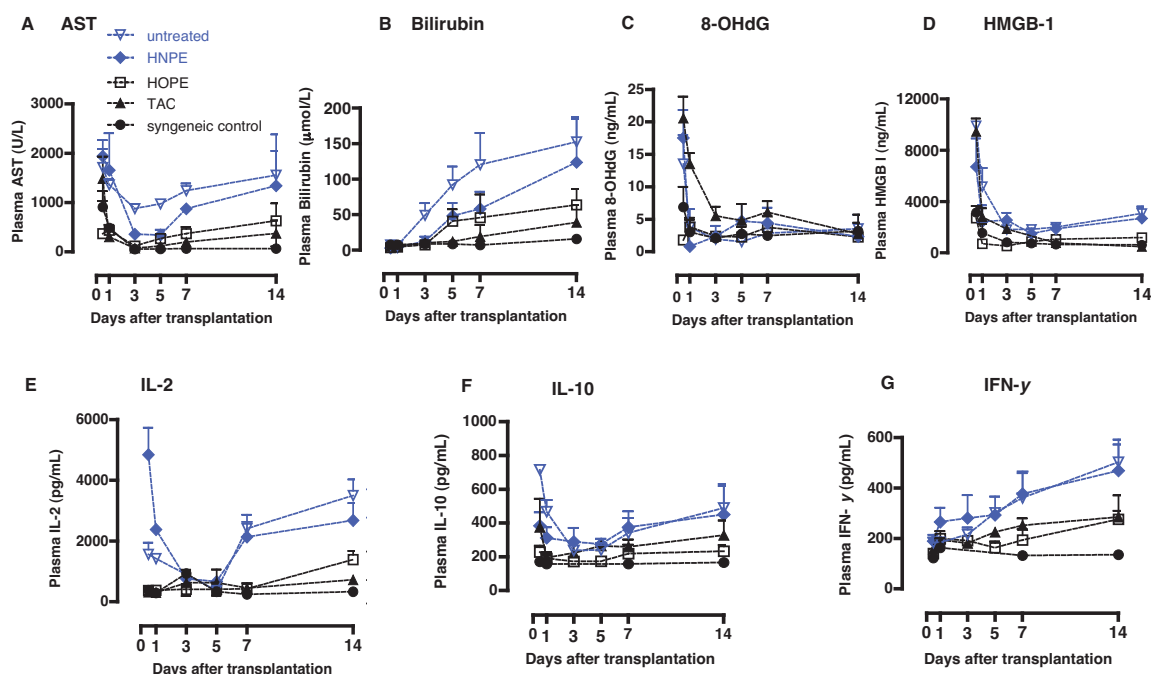 A AST
untreated
HNPE
HOPE
TAC
syngeneic control
Plasma AST (U/L)
3000
2000
1000
0
0 1 3 5 7 14
Days after transplantation
B Bilirubin
Plasma Bilirubin (μmol/L)
200
150
100
50
0
0 1 3 5 7 14
Days after transplantation
C 8-OHdG
Plasma 8-OHdG (ng/mL)
25
20
15
10
5
0
0 1 3 5 7 14
Days after transplantation
D HMGB-1
Plasma HMGB I (ng/mL)
12000
8000
4000
0
0 1 3 5 7 14
Days after transplantation
E IL-2
Plasma IL-2 (pg/mL)
6000
4000
2000
0
0 1 3 5 7 14
Days after transplantation
F IL-10
Plasma IL-10 (pg/mL)
1000
800
600
400
200
0
0 1 3 5 7 14
Days after transplantation
G IFN-y
Plasma IFN- y (pg/mL)
600
400
200
0
0 1 3 5 7 14
Days after transplantation